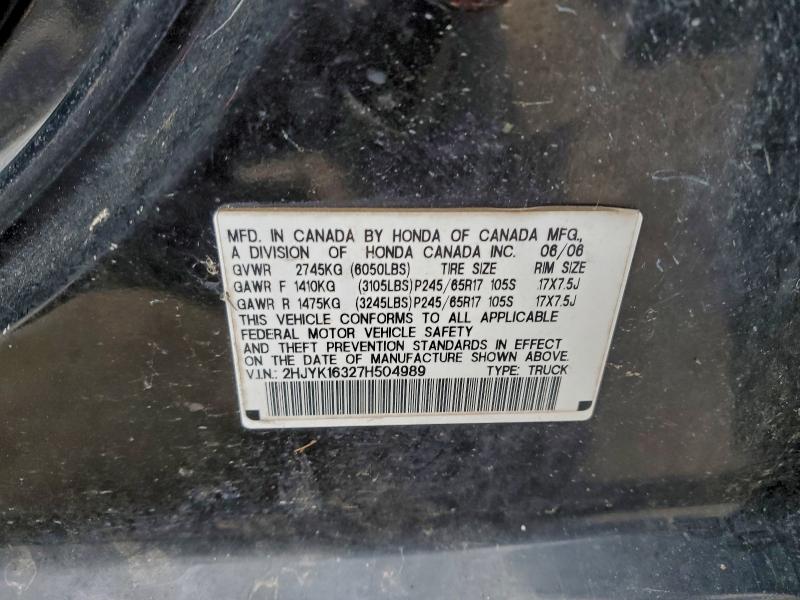 MFD. IN CANADA BY HONDA OF CANADA MFG.,
A DIVISION OF HONDA CANADA INC. 06/06
GVWR 2745KG (6050LBS) TIRE SIZE RIM SIZE
GAWR F 1410KG (3105LBS) P245/65R17 105S 17X7.5J
GAWR R 1475KG (3245LBS) P245/65R17 105S 17X7.5J
THIS VEHICLE CONFORMS TO ALL APPLICABLE
FEDERAL MOTOR VEHICLE SAFETY
AND THEFT PREVENTION STANDARDS IN EFFECT
ON THE DATE OF MANUFACTURE SHOWN ABOVE.
V.I.N.: 2HJYK16327H504989 TYPE: TRUCK